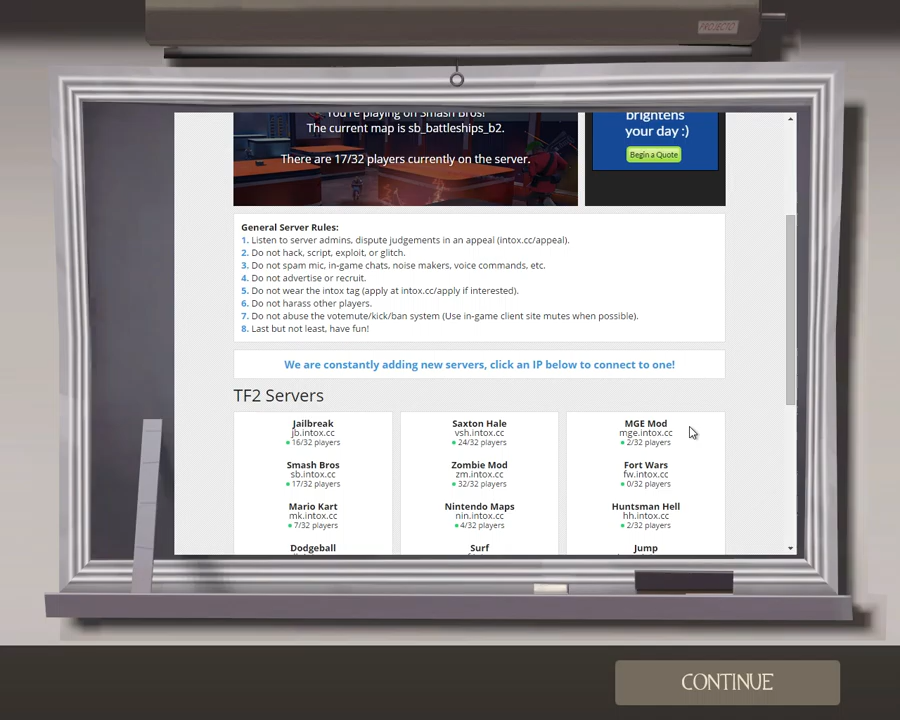 PROJECTO
You're playing on Smash Bros!
The current map is sb_battleships_b2.
There are 17/32 players currently on the server.
brightens
your day :)
Begin a Quote
General Server Rules:
1. Listen to server admins, dispute judgements in an appeal (intox.cc/appeal).
2. Do not hack, script, exploit, or glitch.
3. Do not spam mic, in-game chats, noise makers, voice commands, etc.
4. Do not advertise or recruit.
5. Do not wear the intox tag (apply at intox.cc/apply if interested).
6. Do not harass other players.
7. Do not abuse the votemute/kick/ban system (Use in-game client site mutes when possible).
8. Last but not least, have fun!
We are constantly adding new servers, click an IP below to connect to one!
TF2 Servers
Jailbreak
jb.intox.cc
16/32 players
Saxton Hale
vsh.intox.cc
24/32 players
MGE Mod
mge.intox.cc
2/32 players
Smash Bros
sb.intox.cc
17/32 players
Zombie Mod
zm.intox.cc
32/32 players
Fort Wars
fw.intox.cc
0/32 players
Mario Kart
mk.intox.cc
7/32 players
Nintendo Maps
nin.intox.cc
4/32 players
Huntsman Hell
hh.intox.cc
2/32 players
Dodgeball
Surf
Jump
CONTINUE